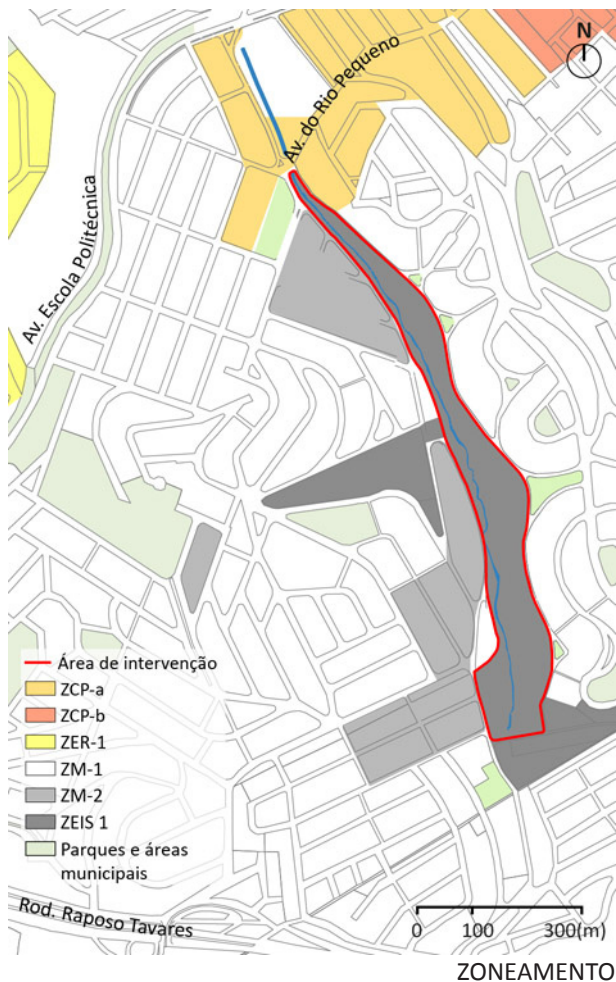 N
Av. do Rio Pequeno
Av. Escola Politécnica
Área de intervenção
ZCP-a
ZCP-b
ZER-1
ZM-1
ZM-2
ZEIS 1
Parques e áreas
municipais
Rod. Raposo Tavares
0 100 300(m)
ZONEAMENTO